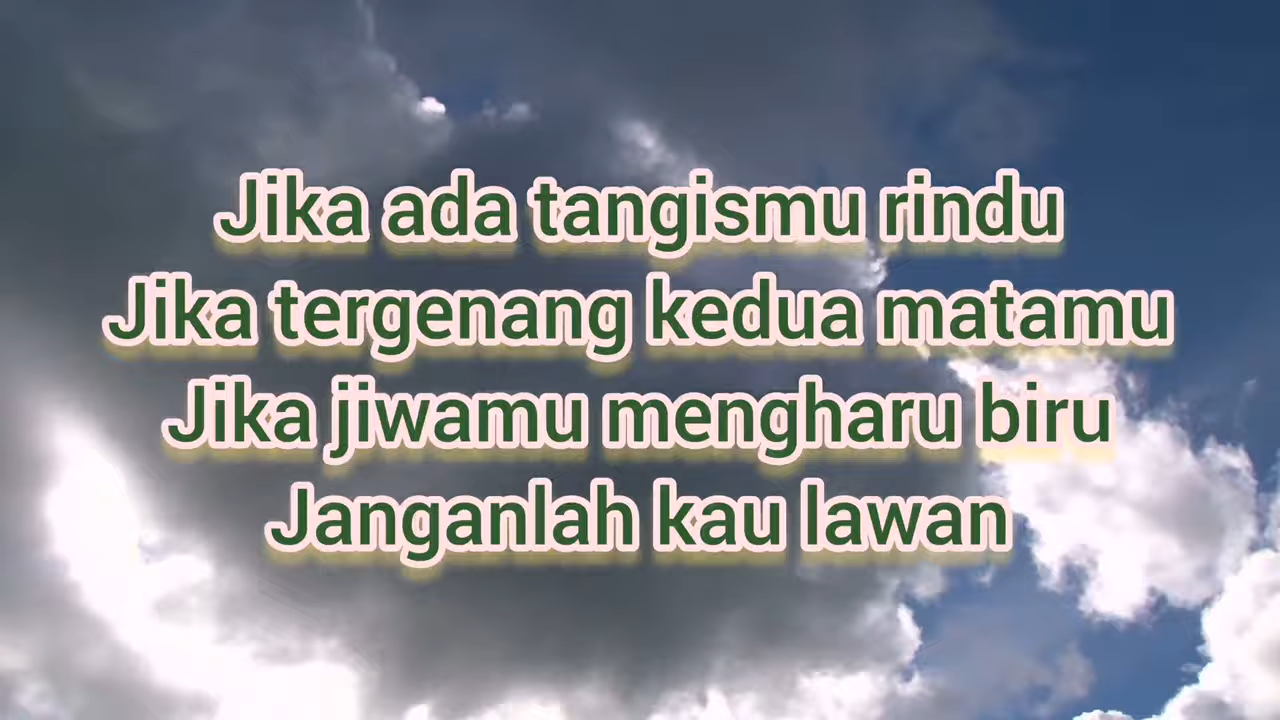 Jika ada tangismu rindu
Jika tergenang kedua matamu
Jika jiwamu mengharu biru
Janganlah kau lawan